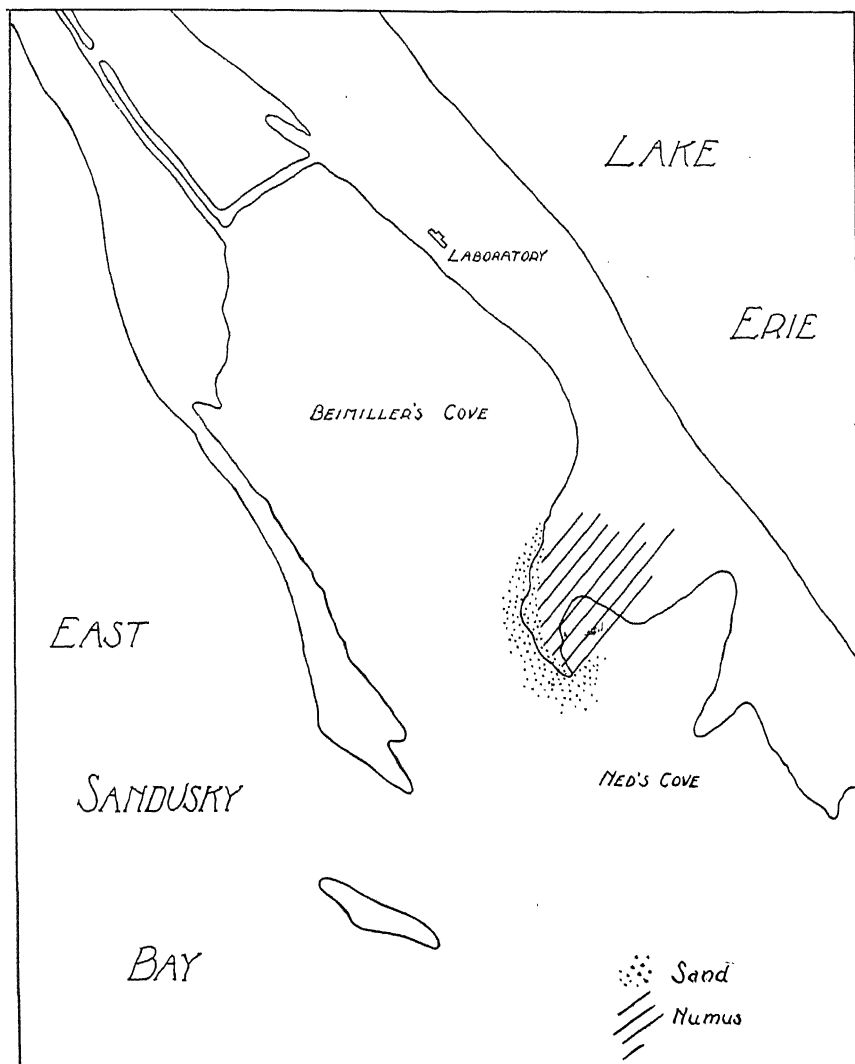 LAKE
ERIE
LABORATORY
BEIMILLER'S COVE
EAST
SANDUSKY
BAY
NED'S COVE
Sand
Numus